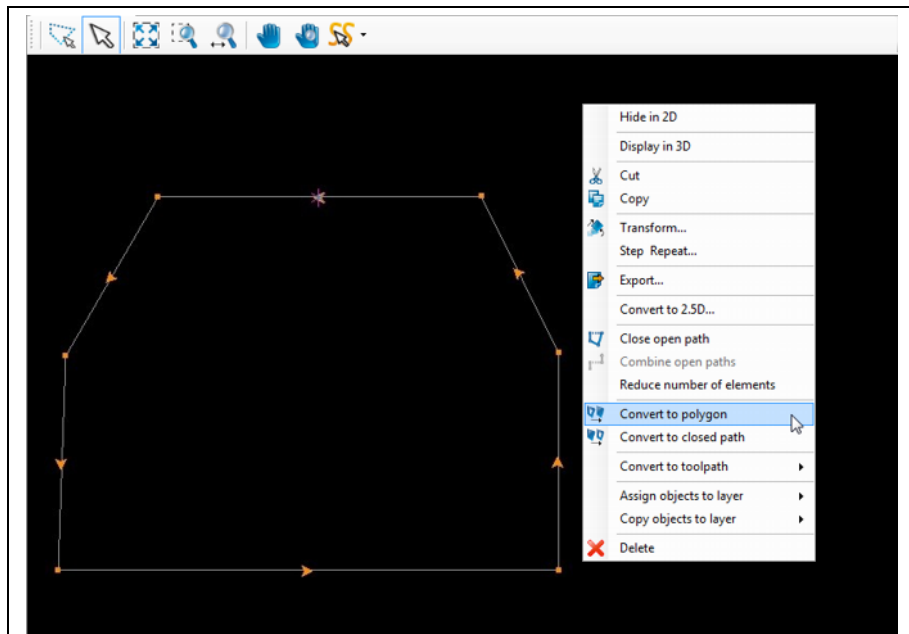 Hide in 2D
Display in 3D
Cut
Copy
Transform...
Step Repeat...
Export...
Convert to 2.5D...
Close open path
Combine open paths
Reduce number of elements
Convert to polygon
Convert to closed path
Convert to toolpath
Assign objects to layer
Copy objects to layer
Delete